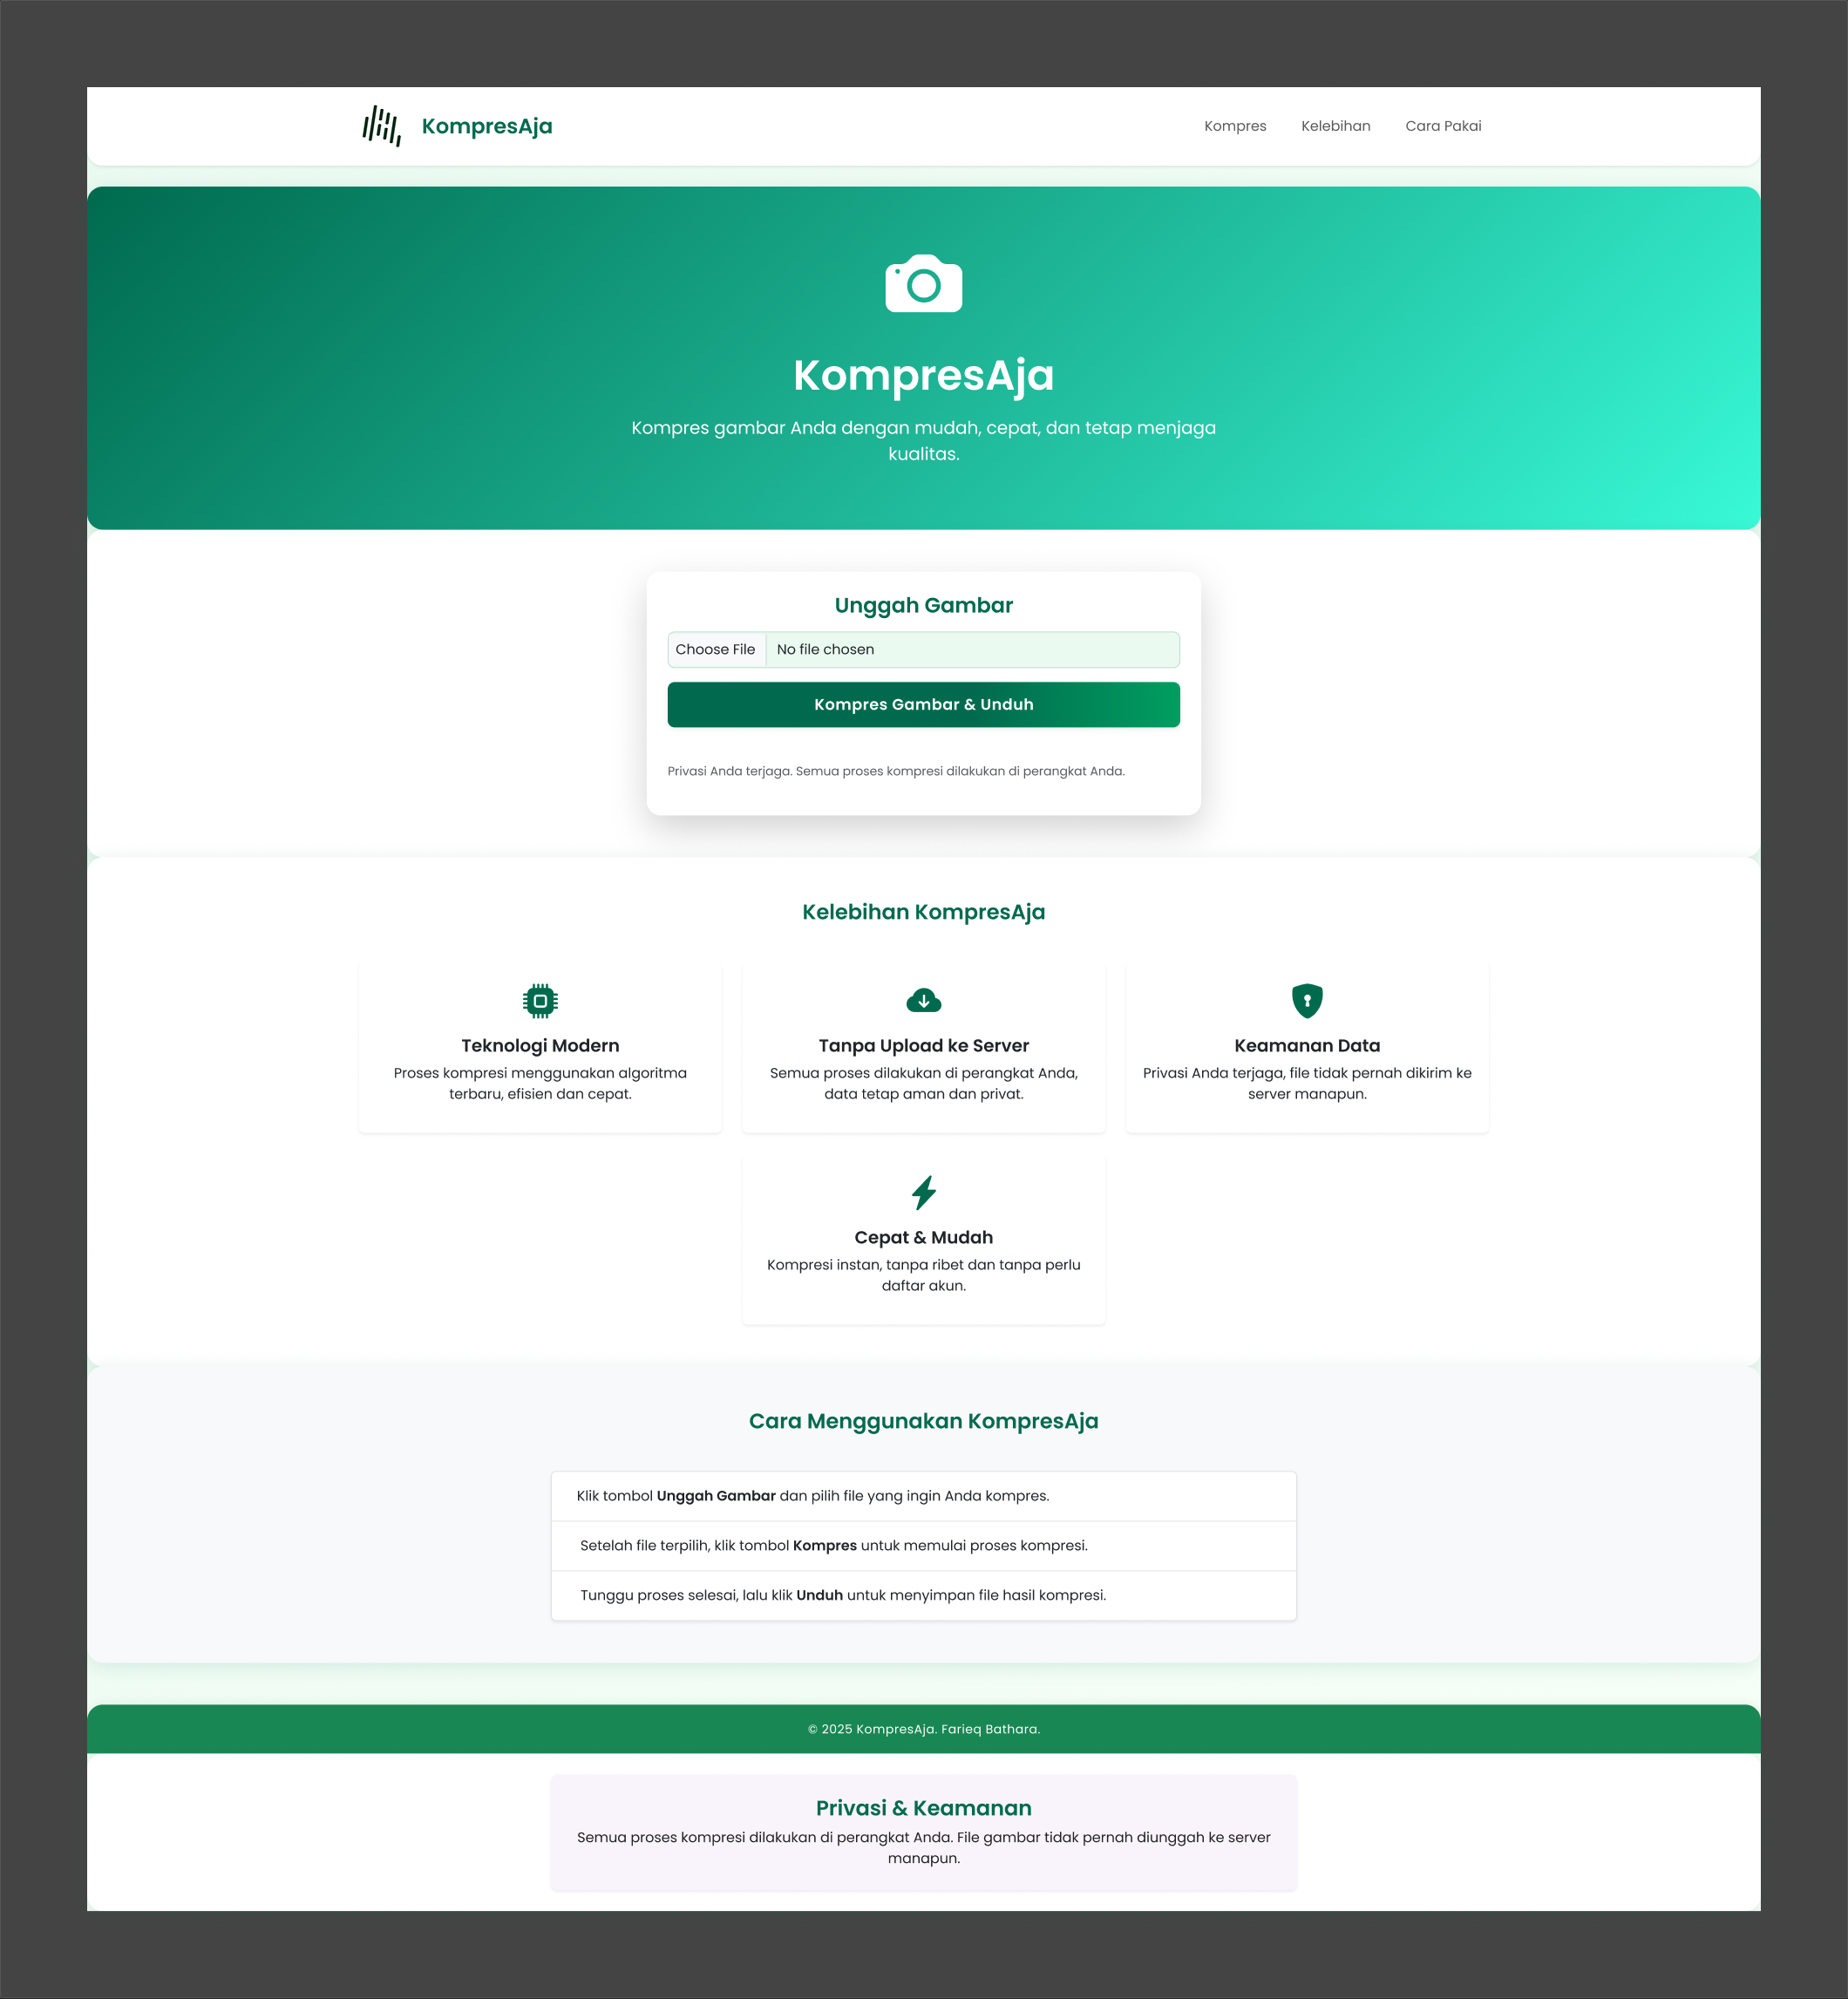 KompresAja
Kompres
Kelebihan
Cara Pakai
KompresAja
Kompres gambar Anda dengan mudah, cepat, dan tetap menjaga
kualitas.
Unggah Gambar
Choose File
No file chosen
Kompres Gambar & Unduh
Privasi Anda terjaga. Semua proses kompresi dilakukan di perangkat Anda.
Kelebihan KompresAja
Teknologi Modern
Proses kompresi menggunakan algoritma
terbaru, efisien dan cepat.
Tanpa Upload ke Server
Semua proses dilakukan di perangkat Anda,
data tetap aman dan privat.
Keamanan Data
Privasi Anda terjaga, file tidak pernah dikirim ke
server manapun.
Cepat & Mudah
Kompresi instan, tanpa ribet dan tanpa perlu
daftar akun.
Cara Menggunakan KompresAja
Klik tombol Unggah Gambar dan pilih file yang ingin Anda kompres.
Setelah file terpilih, klik tombol Kompres untuk memulai proses kompresi.
Tunggu proses selesai, lalu klik Unduh untuk menyimpan file hasil kompresi.
© 2025 KompresAja. Farieq Bathara.
Privasi & Keamanan
Semua proses kompresi dilakukan di perangkat Anda. File gambar tidak pernah diunggah ke server
manapun.